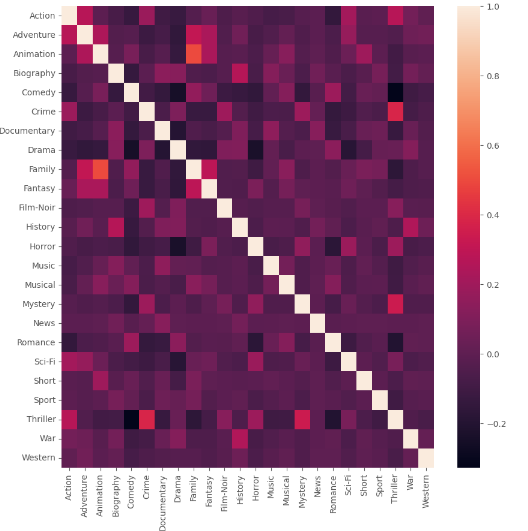 Action
Adventure
Animation
Biography
Comedy
Crime
Documentary
Drama
Family
Fantasy
Film-Noir
History
Horror
Music
Musical
Mystery
News
Romance
Sci-Fi
Short
Sport
Thriller
War
Western
Action
Adventure
Animation
Biography
Comedy
Crime
Documentary
Drama
Family
Fantasy
Film-Noir
History
Horror
Music
Musical
Mystery
News
Romance
Sci-Fi
Short
Sport
Thriller
War
Western
1.0
0.8
0.6
0.4
0.2
0.0
−0.2